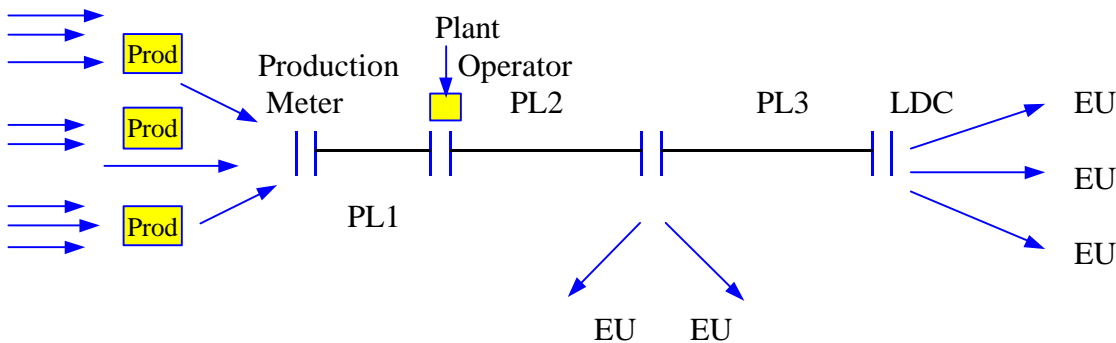 Prod
Prod
Prod
Production
Meter
Plant
Operator
PL1
PL2
PL3
LDC
EU
EU
EU
EU
EU